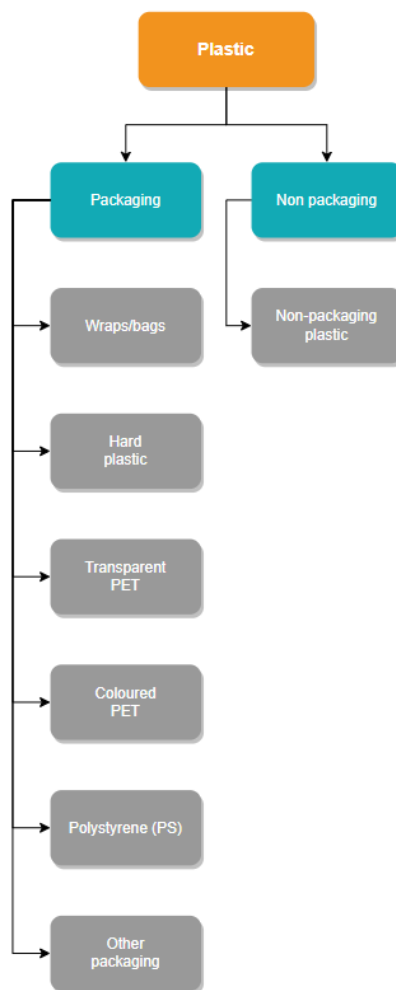 Plastic
Packaging
Non packaging
Wraps/bags
Non-packaging
plastic
Hard
plastic
Transparent
PET
Coloured
PET
Polystyrene (PS)
Other
packaging